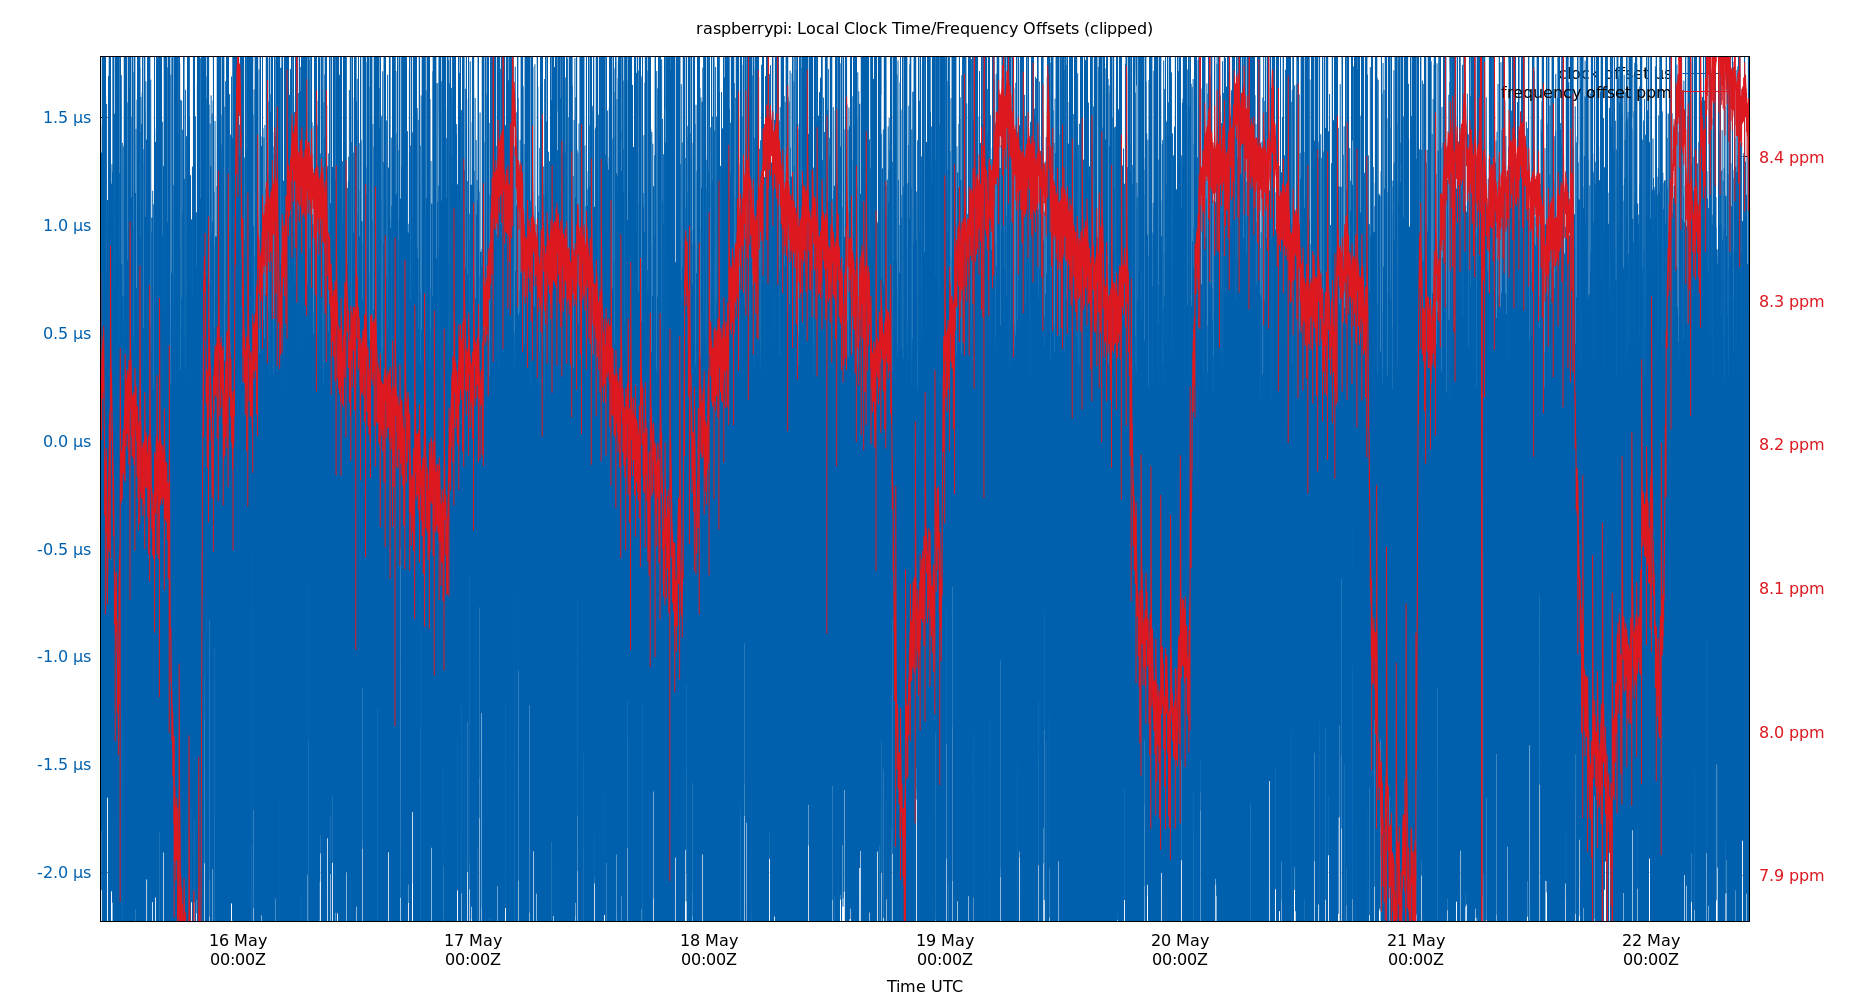 raspberrypi: Local Clock Time/Frequency Offsets (clipped)
clock offset µs
frequency offset ppm
1.5 µs
1.0 µs
0.5 µs
0.0 µs
-0.5 µs
-1.0 µs
-1.5 µs
-2.0 µs
8.4 ppm
8.3 ppm
8.2 ppm
8.1 ppm
8.0 ppm
7.9 ppm
16 May
00:00Z
17 May
00:00Z
18 May
00:00Z
19 May
00:00Z
20 May
00:00Z
21 May
00:00Z
22 May
00:00Z
Time UTC